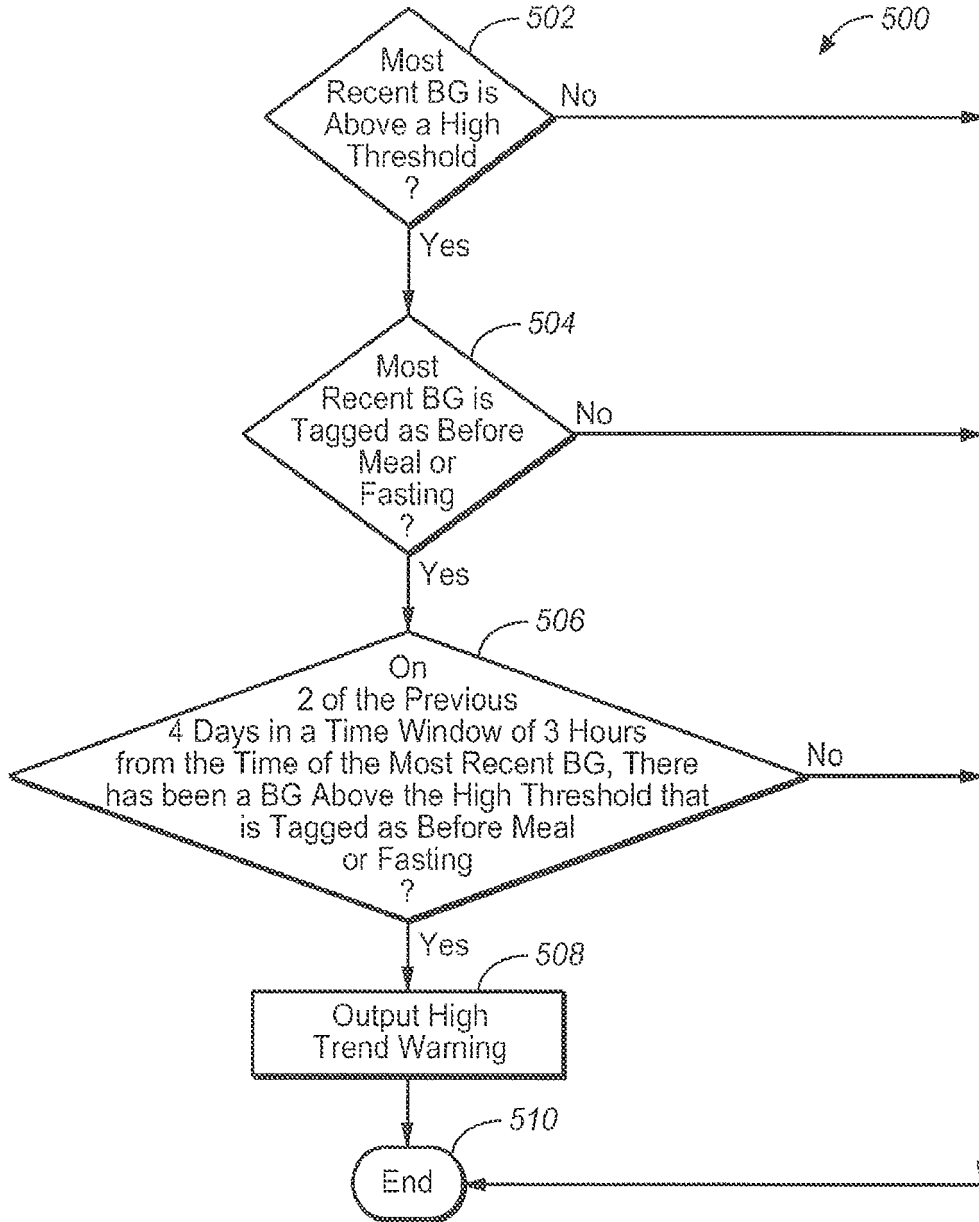 502
500
Most
Recent BG is
Above a High
Threshold
?
No
Yes
504
Most
Recent BG is
Tagged as Before
Meal or
Fasting
?
No
Yes
506
On
2 of the Previous
4 Days in a Time Window of 3 Hours
from the Time of the Most Recent BG, There
has been a BG Above the High Threshold that
is Tagged as Before Meal
or Fasting
?
No
Yes
508
Output High
Trend Warning
510
End